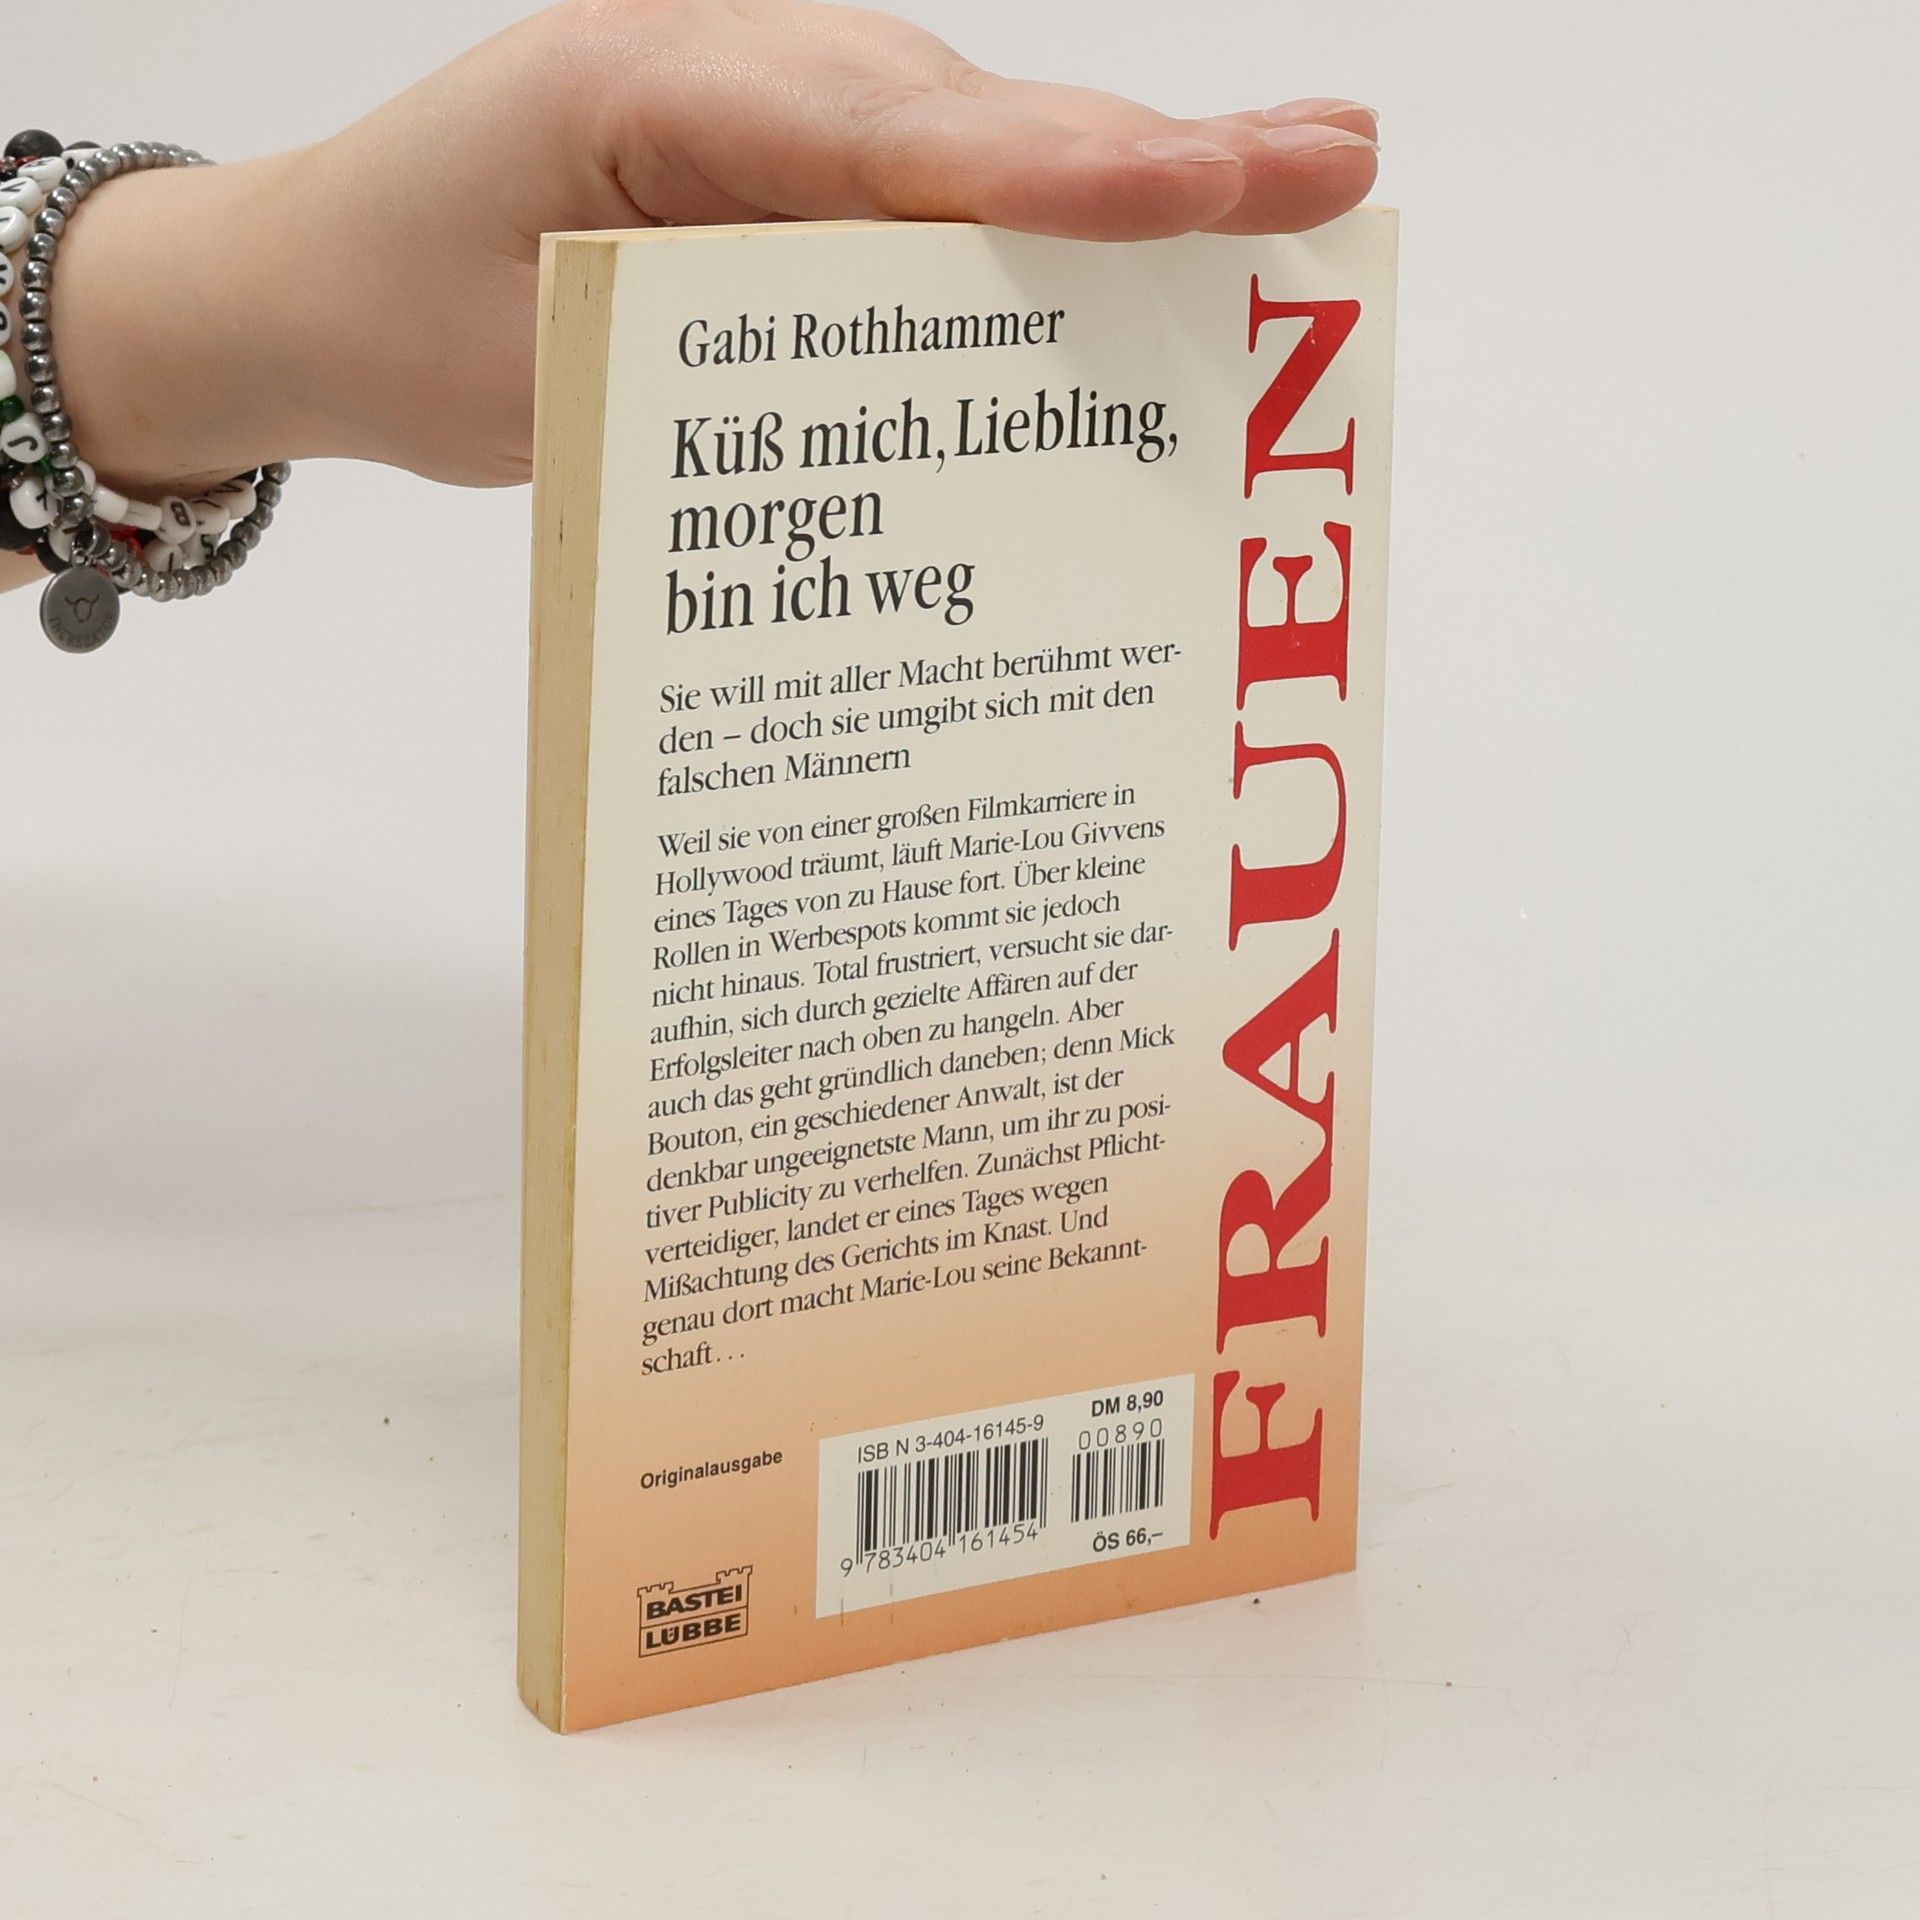 Gabi Rothhammer
Küß mich, Liebling,
morgen
bin ich weg
Sie will mit aller Macht berühmt wer-
den – doch sie umgibt sich mit den
falschen Männern
Weil sie von einer großen Filmkarriere in
Hollywood träumt, läuft Marie-Lou Givvens
eines Tages von zu Hause fort. Über kleine
Rollen in Werbespots kommt sie jedoch
nicht hinaus. Total frustriert, versucht sie dar-
aufhin, sich durch gezielte Affären auf der
Erfolgsleiter nach oben zu hangeln. Aber
auch das geht gründlich daneben; denn Mick
Bouton, ein geschiedener Anwalt, ist der
denkbar ungeeignetste Mann, um ihr zu posi-
tiver Publicity zu verhelfen. Zunächst Pflicht-
verteidiger, landet er eines Tages wegen
Mißachtung des Gerichts im Knast. Und
genau dort macht Marie-Lou seine Bekannt-
schaft...
FRAUEN
Originalausgabe
ISBN 3-404-16145-9
9 783404 161454
DM 8,90
00890
ÖS 66,–
BASTEI
LÜBBE